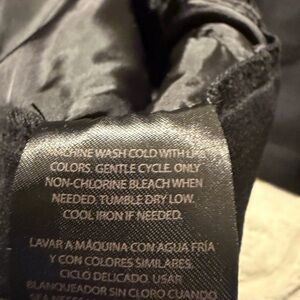 MACHINE WASH COLD WITH LIKE
COLORS. GENTLE CYCLE. ONLY
NON-CHLORINE BLEACH WHEN
NEEDED. TUMBLE DRY LOW.
COOL IRON IF NEEDED.
LAVAR A MÁQUINA CON AGUA FRÍA
Y CON COLORES SIMILARES.
CICLO DELICADO. USAR
BLANQUEADOR SIN CLORO CUANDO
SEA